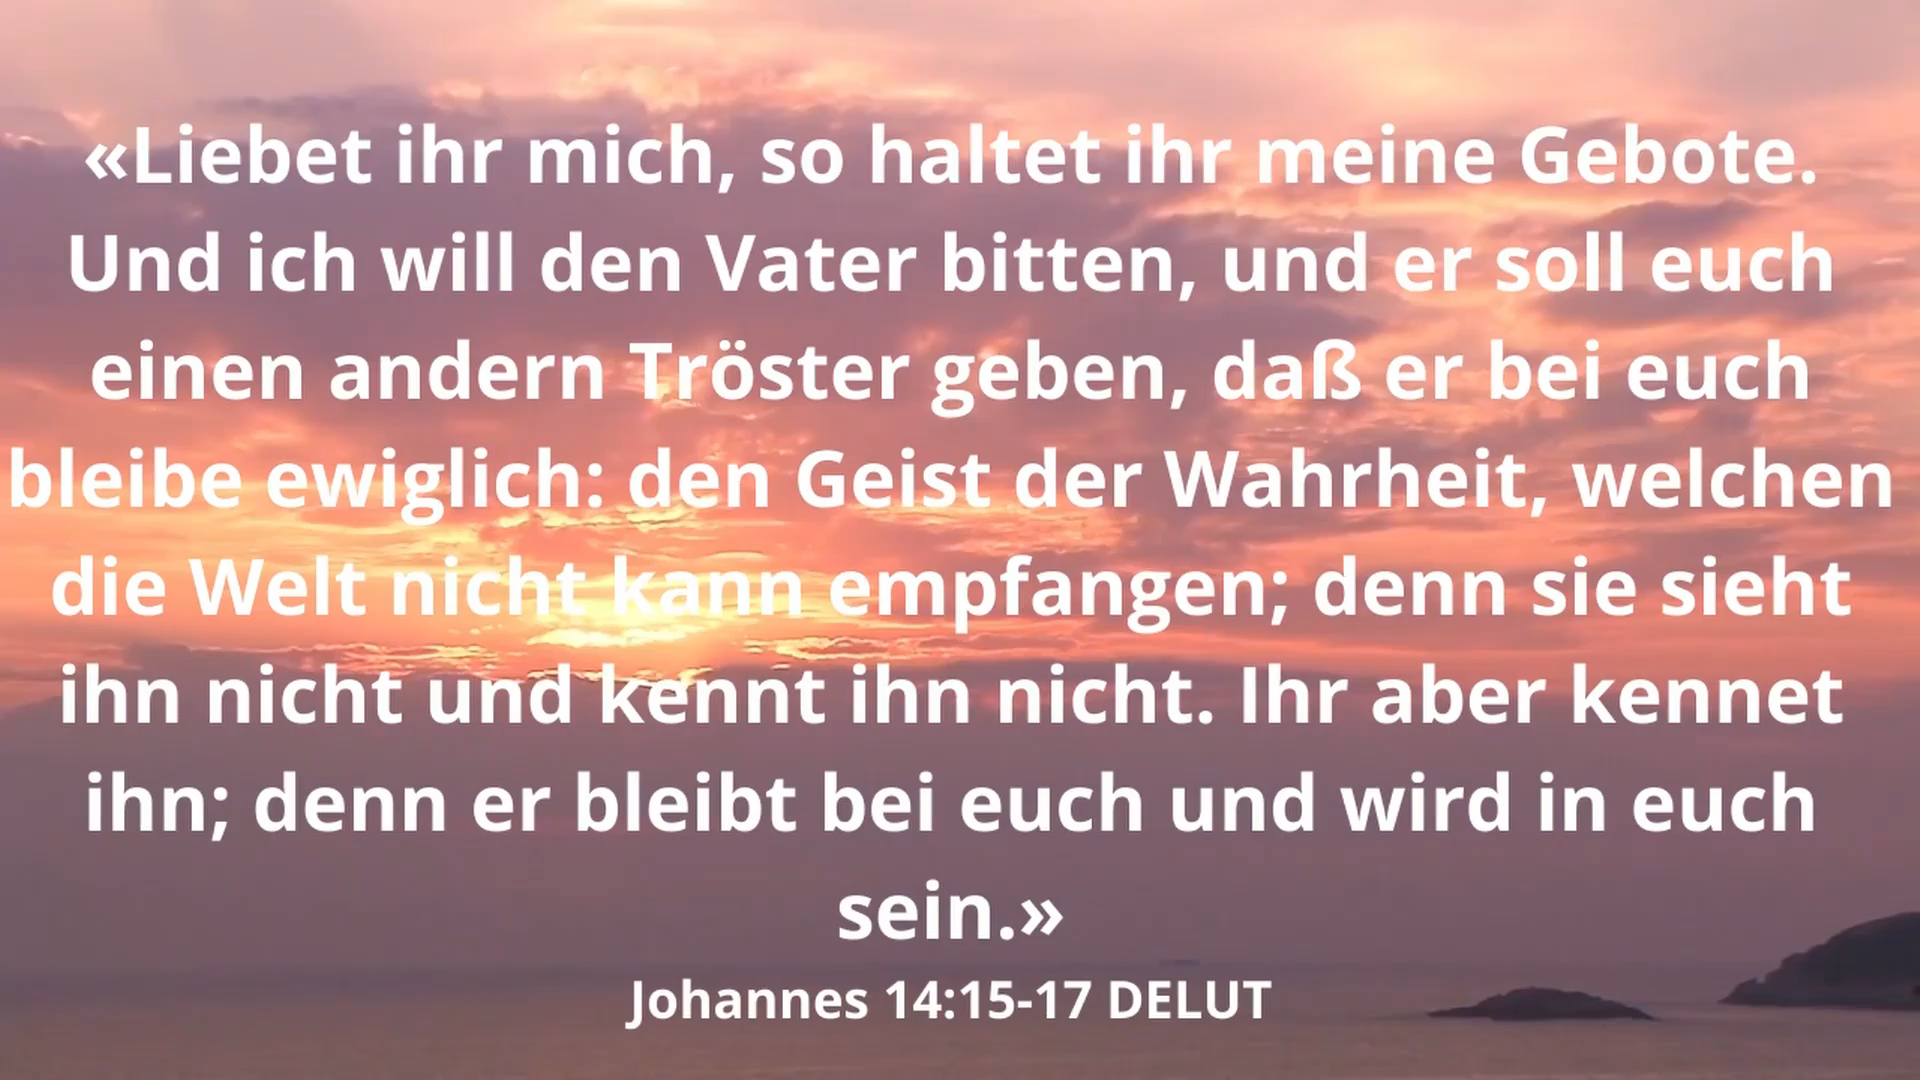 «Liebet ihr mich, so haltet ihr meine Gebote.
Und ich will den Vater bitten, und er soll euch
einen andern Tröster geben, daß er bei euch
bleibe ewiglich: den Geist der Wahrheit, welchen
die Welt nicht kann empfangen; denn sie sieht
ihn nicht und kennt ihn nicht. Ihr aber kennet
ihn; denn er bleibt bei euch und wird in euch
sein.»
Johannes 14:15-17 DELUT